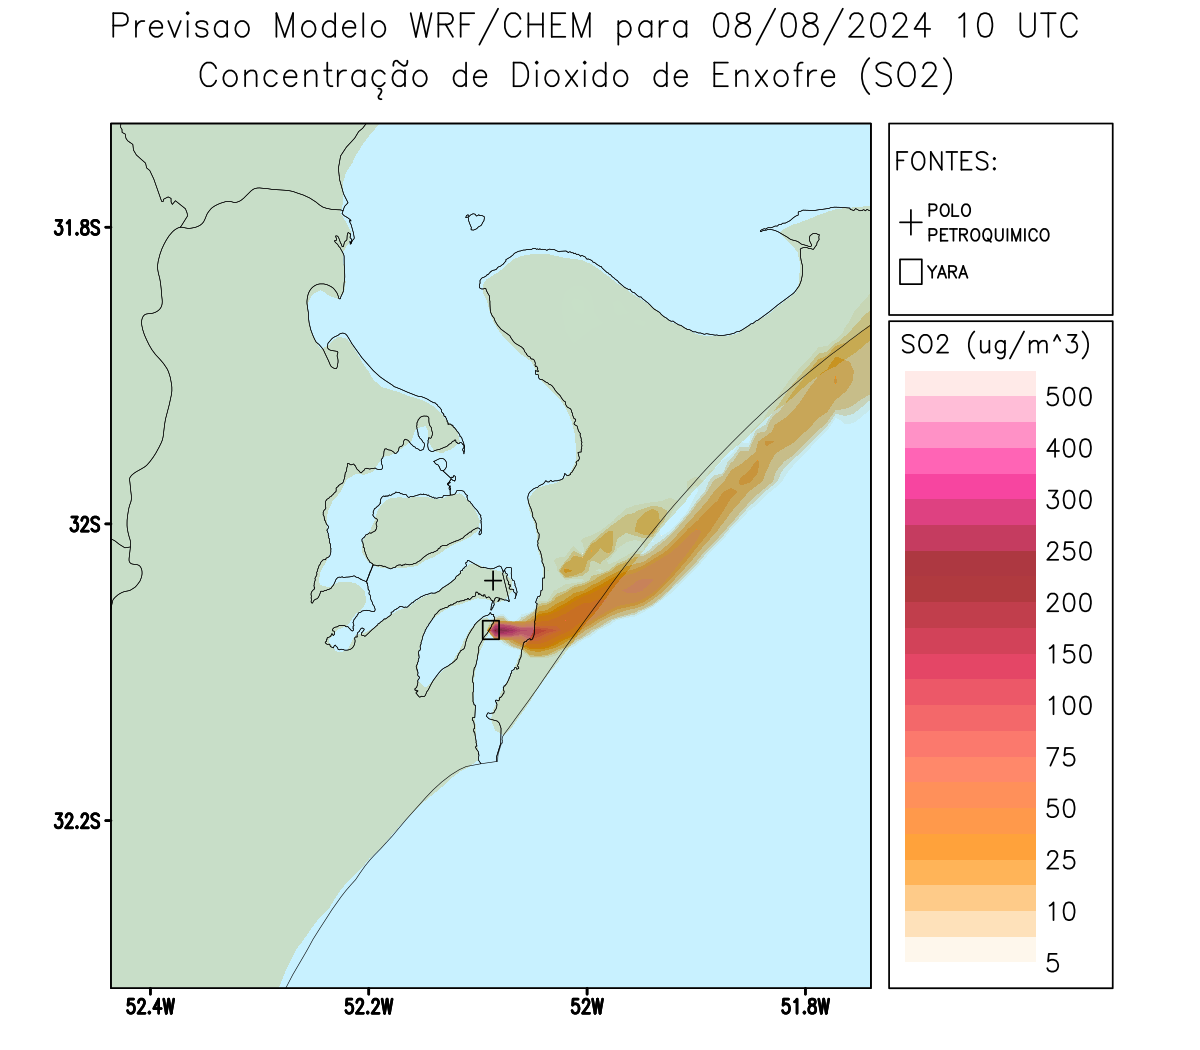 Previsao Modelo WRF/CHEM para 08/08/2024 10 UTC
Concentração de Dioxido de Enxofre (SO2)
FONTES:
POLO
PETROQUIMICO
YARA
SO2 (ug/m^3)
500
400
300
250
200
150
100
75
50
25
10
5
31.8S
32S
32.2S
52.4W
52.2W
52W
51.8W